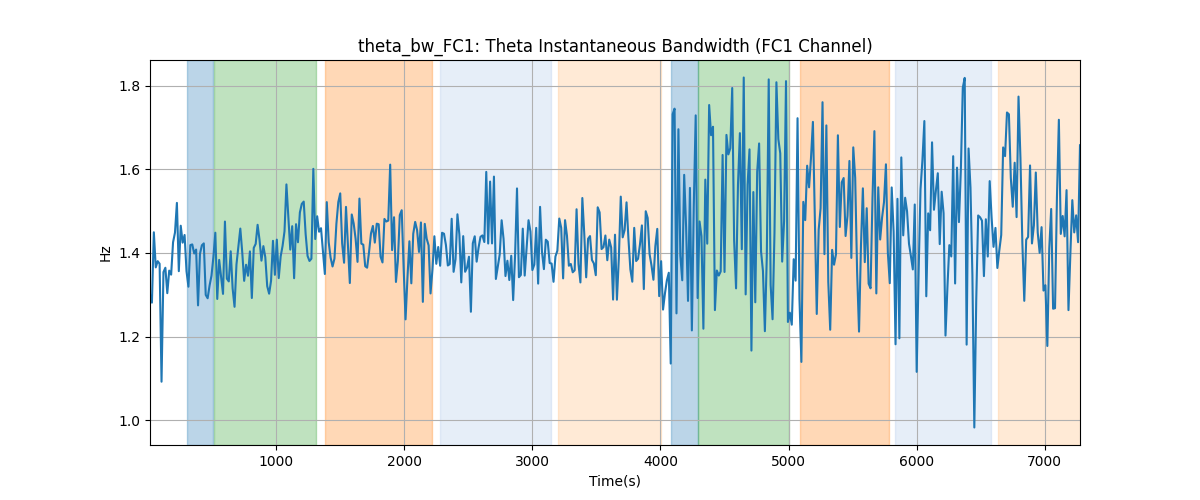 theta_bw_FC1: Theta Instantaneous Bandwidth (FC1 Channel)
1.8
1.6
1.4
1.2
1.0
Hz
1000 2000 3000 4000 5000 6000 7000
Time(s)